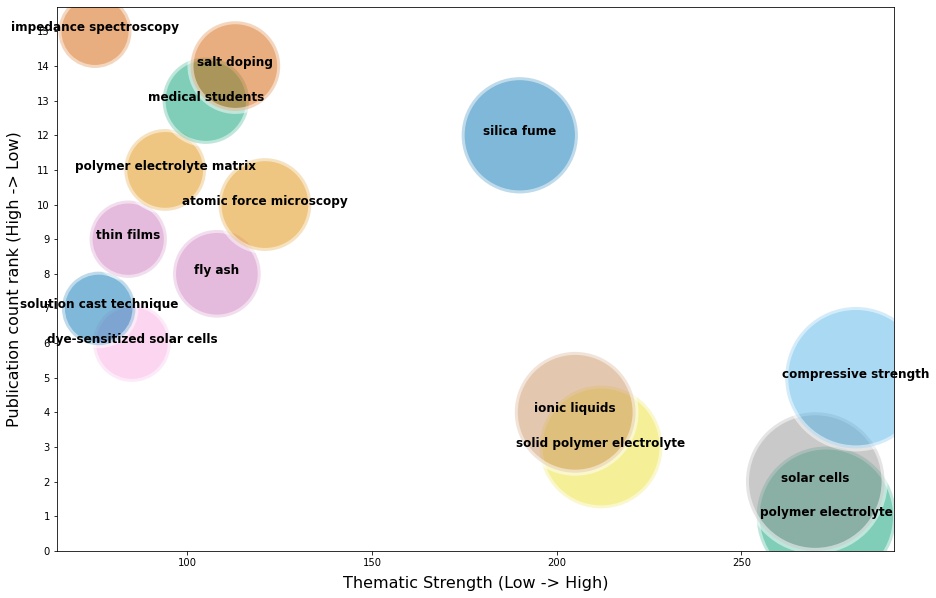 impedance spectroscopy
15
salt doping
14
medical students
13
silica fume
12
polymer electrolyte matrix
11
atomic force microscopy
10
thin films
9
fly ash
8
solution cast technique
7
dye-sensitized solar cells
6
compressive strength
5
ionic liquids
4
solid polymer electrolyte
3
solar cells
2
polymer electrolyte
1
0
100 150 200 250
Thematic Strength (Low -> High)
Publication count rank (High -> Low)